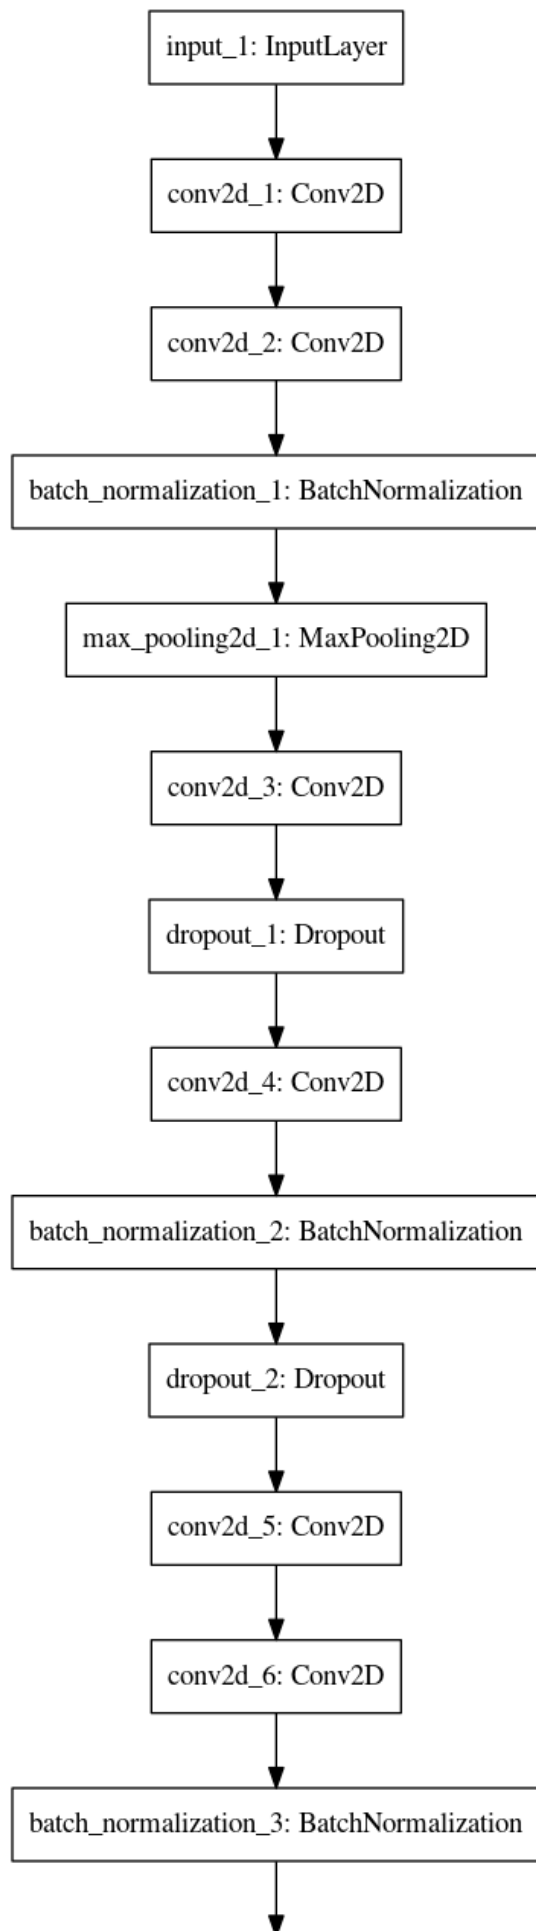 input_1: InputLayer
conv2d_1: Conv2D
conv2d_2: Conv2D
batch_normalization_1: BatchNormalization
max_pooling2d_1: MaxPooling2D
conv2d_3: Conv2D
dropout_1: Dropout
conv2d_4: Conv2D
batch_normalization_2: BatchNormalization
dropout_2: Dropout
conv2d_5: Conv2D
conv2d_6: Conv2D
batch_normalization_3: BatchNormalization